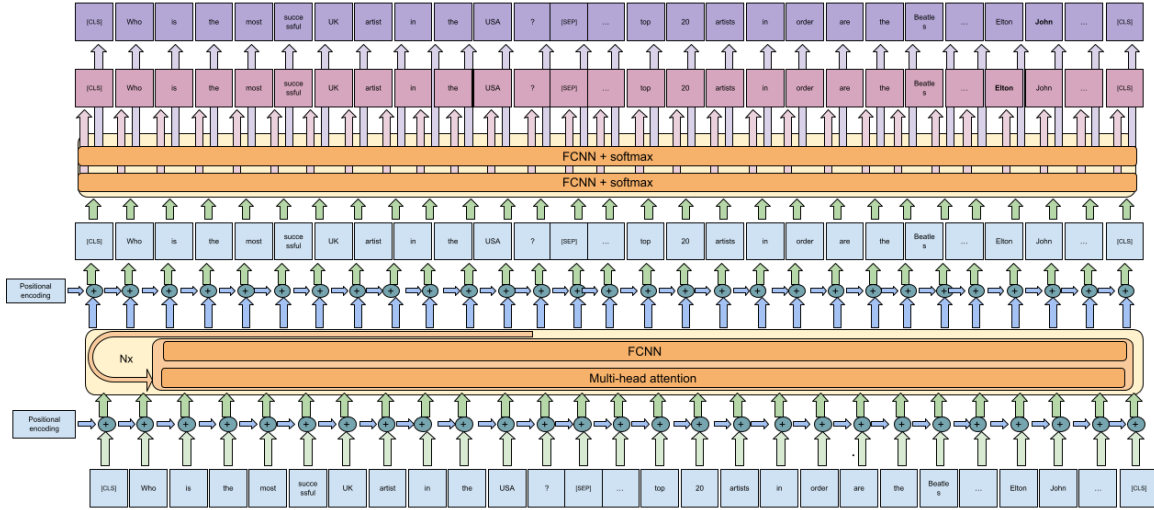 [CLS] Who is the most succe ssful UK artist in the USA ? [SEP] ... top 20 artists in order are the Beatle s ... Elton John ... [CLS]
[CLS] Who is the most succe ssful UK artist in the USA ? [SEP] ... top 20 artists in order are the Beatle s ... Elton John ... [CLS]
FCNN + softmax
FCNN + softmax
[CLS] Who is the most succe ssful UK artist in the USA ? [SEP] ... top 20 artists in order are the Beatle s ... Elton John ... [CLS]
Positional
encoding
+ + + + + + + + + + + + + + + + + + + + + + + + + + +
FCNN
Nx
Multi-head attention
Positional
encoding
+ + + + + + + + + + + + + + + + + + + + + + + + + + +
[CLS] Who is the most succe ssful UK artist in the USA ? [SEP] ... top 20 artists in order are the Beatle s ... Elton John ... [CLS]